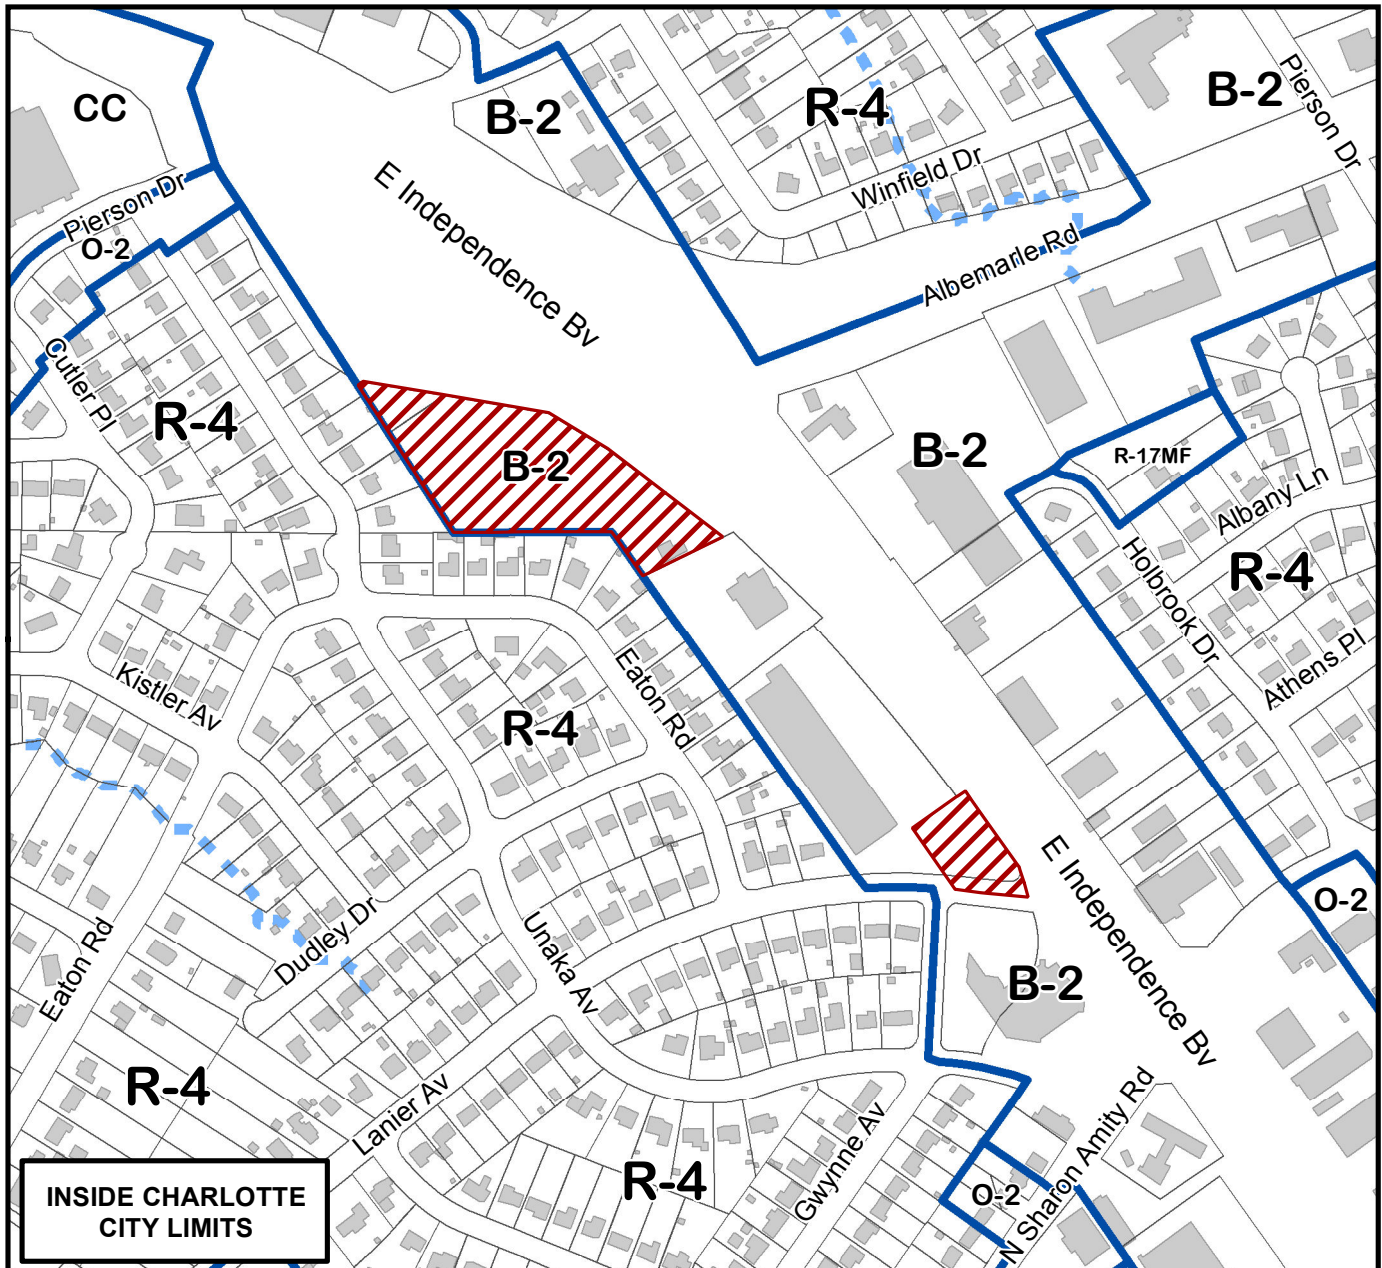 CC
B-2
R-4
B-2
Pierson Dr
Winfield Dr
Pierson Dr
O-2
E Independence Bv
Albemarle Rd
Cutler Pl
R-4
B-2
B-2
R-17MF
Albany Ln
R-4
Holbrook Dr
Athens Pl
Kistler Av
Eaton Rd
R-4
E Independence Bv
O-2
Eaton Rd
Dudley Dr
Unaka Av
B-2
R-4
Lanier Av
Gwynne Av
N Sharon Amity Rd
R-4
O-2
INSIDE CHARLOTTE
CITY LIMITS